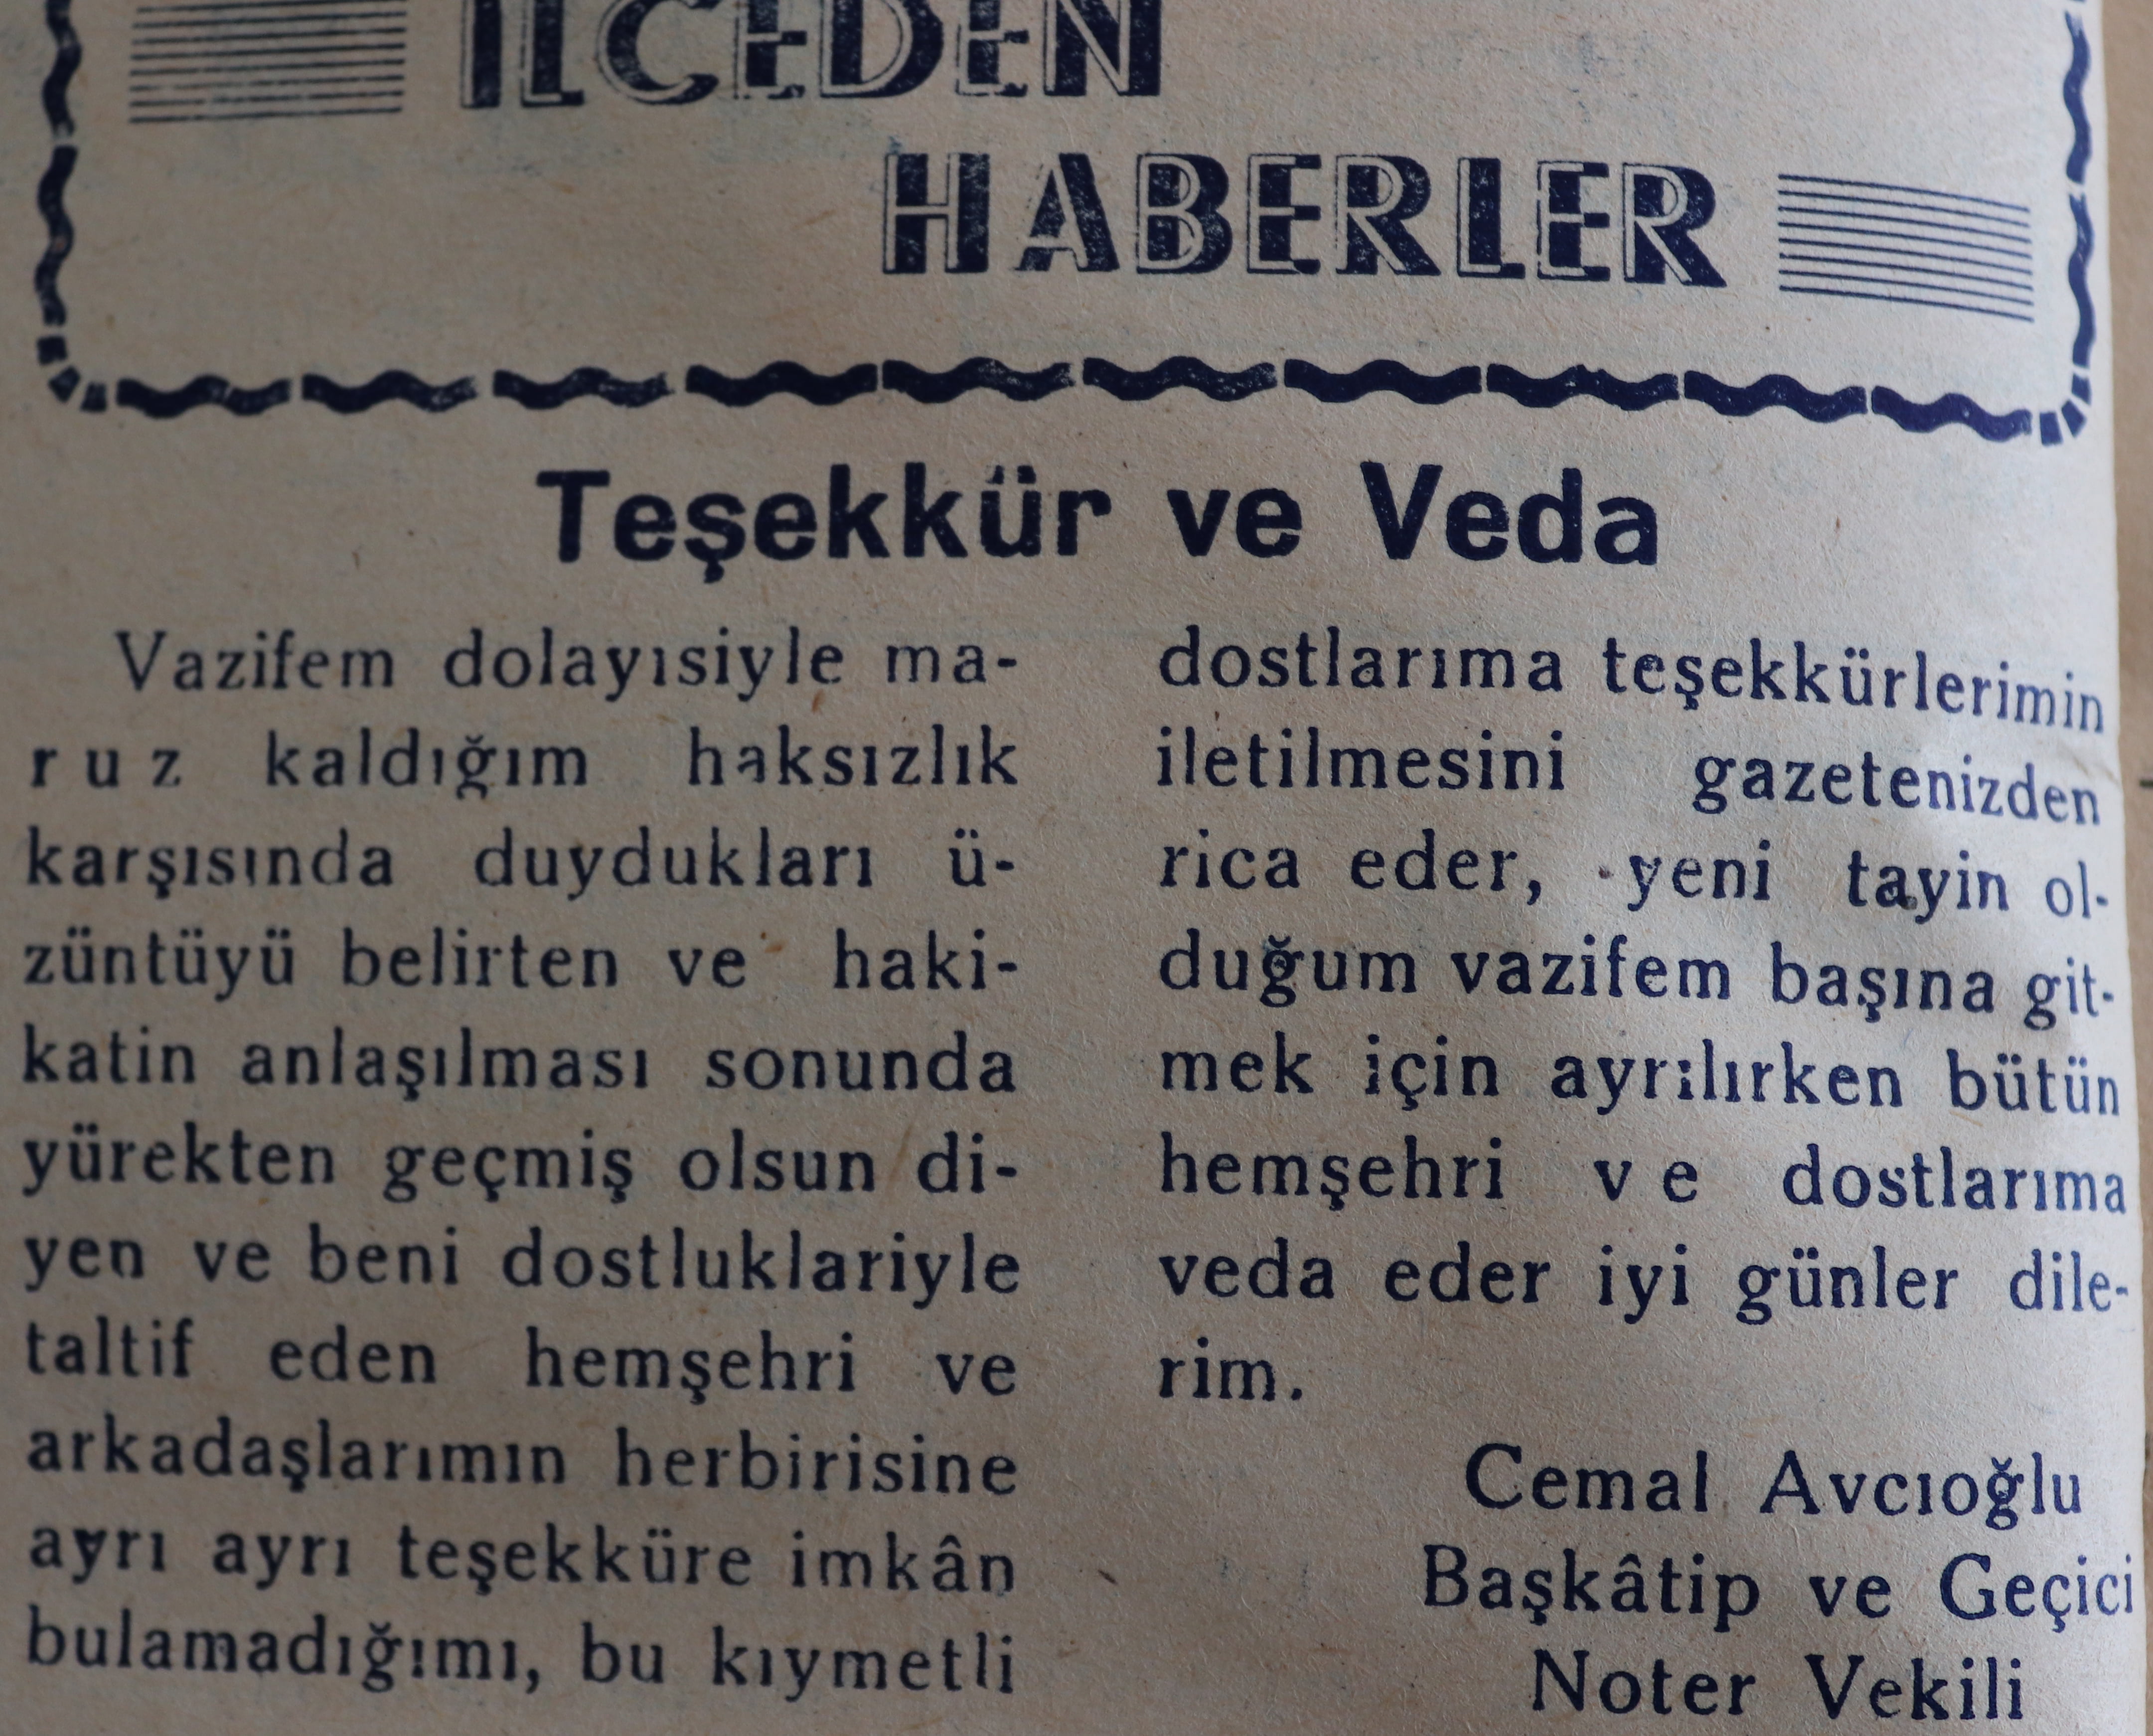 İLÇEDEN
HABERLER
Teşekkür ve Veda
Vazifem dolayısiyle ma-
ruz kaldığım haksızlık
karşısında duydukları ü-
züntüyü belirten ve haki-
katin anlaşılması sonunda
yürekten geçmiş olsun di-
yen ve beni dostluklariyle
taltif eden hemşehri ve
arkadaşlarımın herbirisine
ayrı ayrı teşekküre imkân
bulamadığımı, bu kıymetli
dostlarıma teşekkürlerimin
iletilmesini gazetenizden
rica eder, yeni tayin ol-
duğum vazifem başına git-
mek için ayrılırken bütün
hemşehri ve dostlarıma
veda eder iyi günler dile-
rim.
Cemal Avcıoğlu
Başkâtip ve Geçici
Noter Vekili